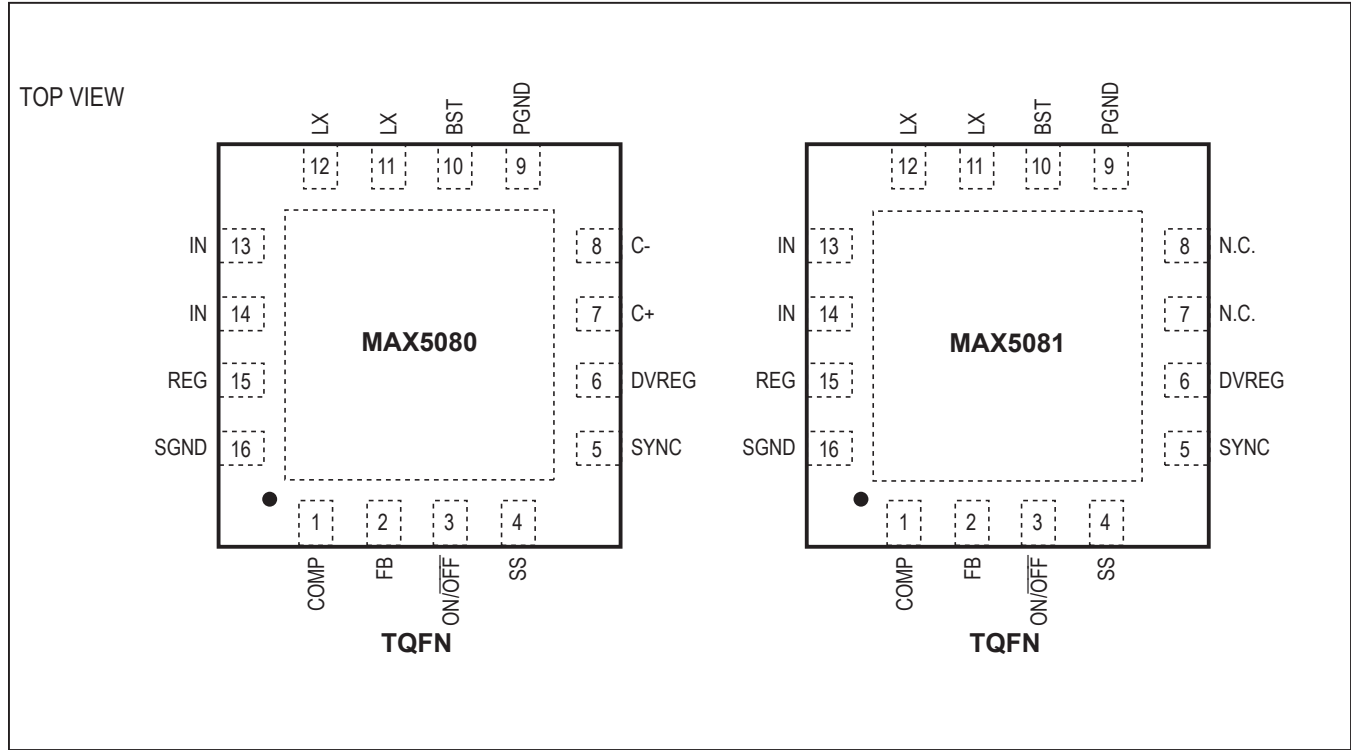 TOP VIEW
LX LX BST PGND
12 11 10 9
IN 13
IN 14
REG 15
SGND 16
MAX5080
8 C-
7 C+
6 DVREG
5 SYNC
1 2 3 4
COMP FB ON/OFF SS
TQFN
LX LX BST PGND
12 11 10 9
IN 13
IN 14
REG 15
SGND 16
MAX5081
8 N.C.
7 N.C.
6 DVREG
5 SYNC
1 2 3 4
COMP FB ON/OFF SS
TQFN